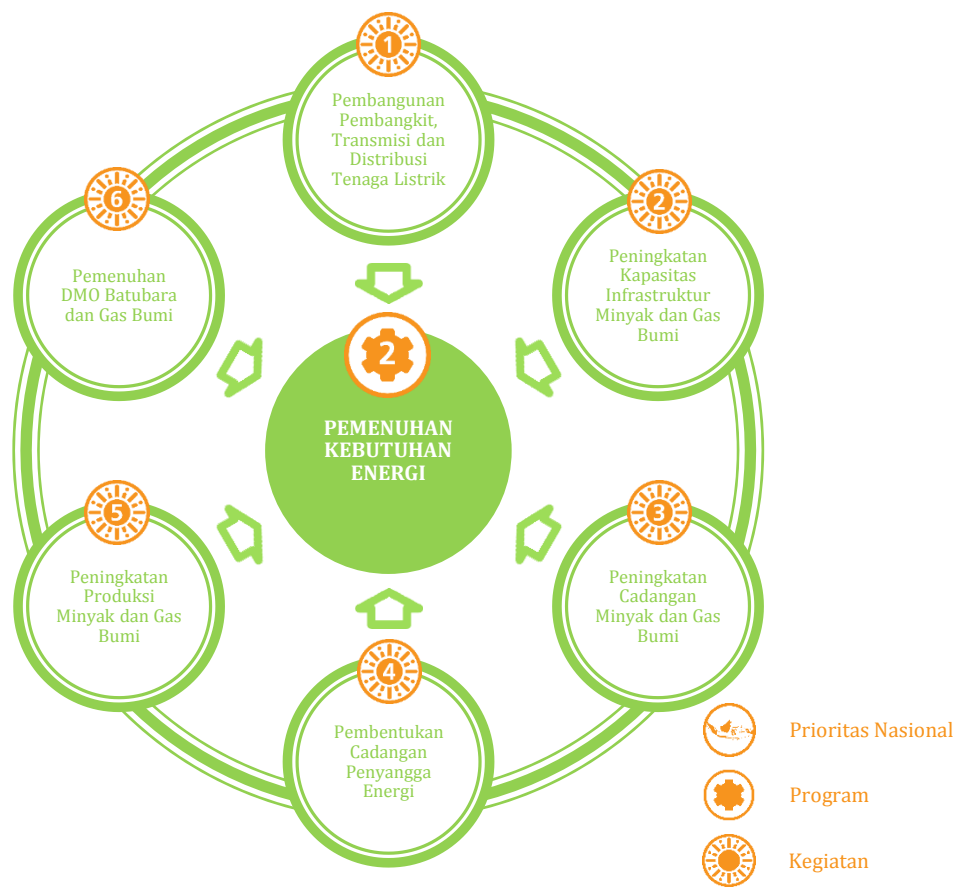 1
Pembangunan
Pembangkit,
Transmisi dan
Distribusi
Tenaga Listrik
2
Peningkatan
Kapasitas
Infrastruktur
Minyak dan Gas
Bumi
3
Peningkatan
Cadangan
Minyak dan Gas
Bumi
4
Pembentukan
Cadangan
Penyangga
Energi
5
Peningkatan
Produksi
Minyak dan Gas
Bumi
6
Pemenuhan
DMO Batubara
dan Gas Bumi
2
PEMENUHAN
KEBUTUHAN
ENERGI
Prioritas Nasional
Program
Kegiatan